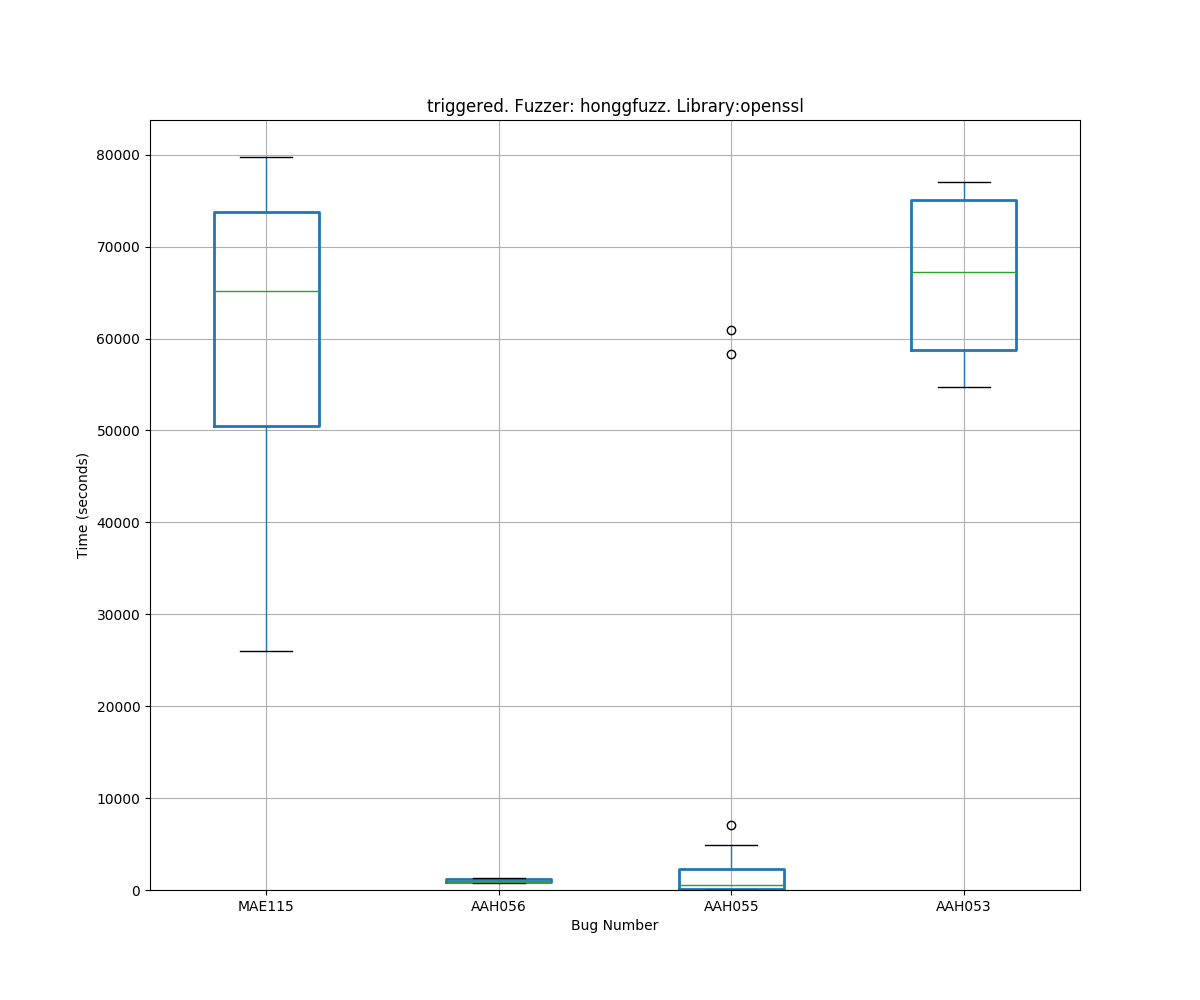 triggered. Fuzzer: honggfuzz. Library:openssl
80000
70000
60000
50000
40000
30000
20000
10000
0
Time (seconds)
MAE115 AAH056 AAH055 AAH053
Bug Number